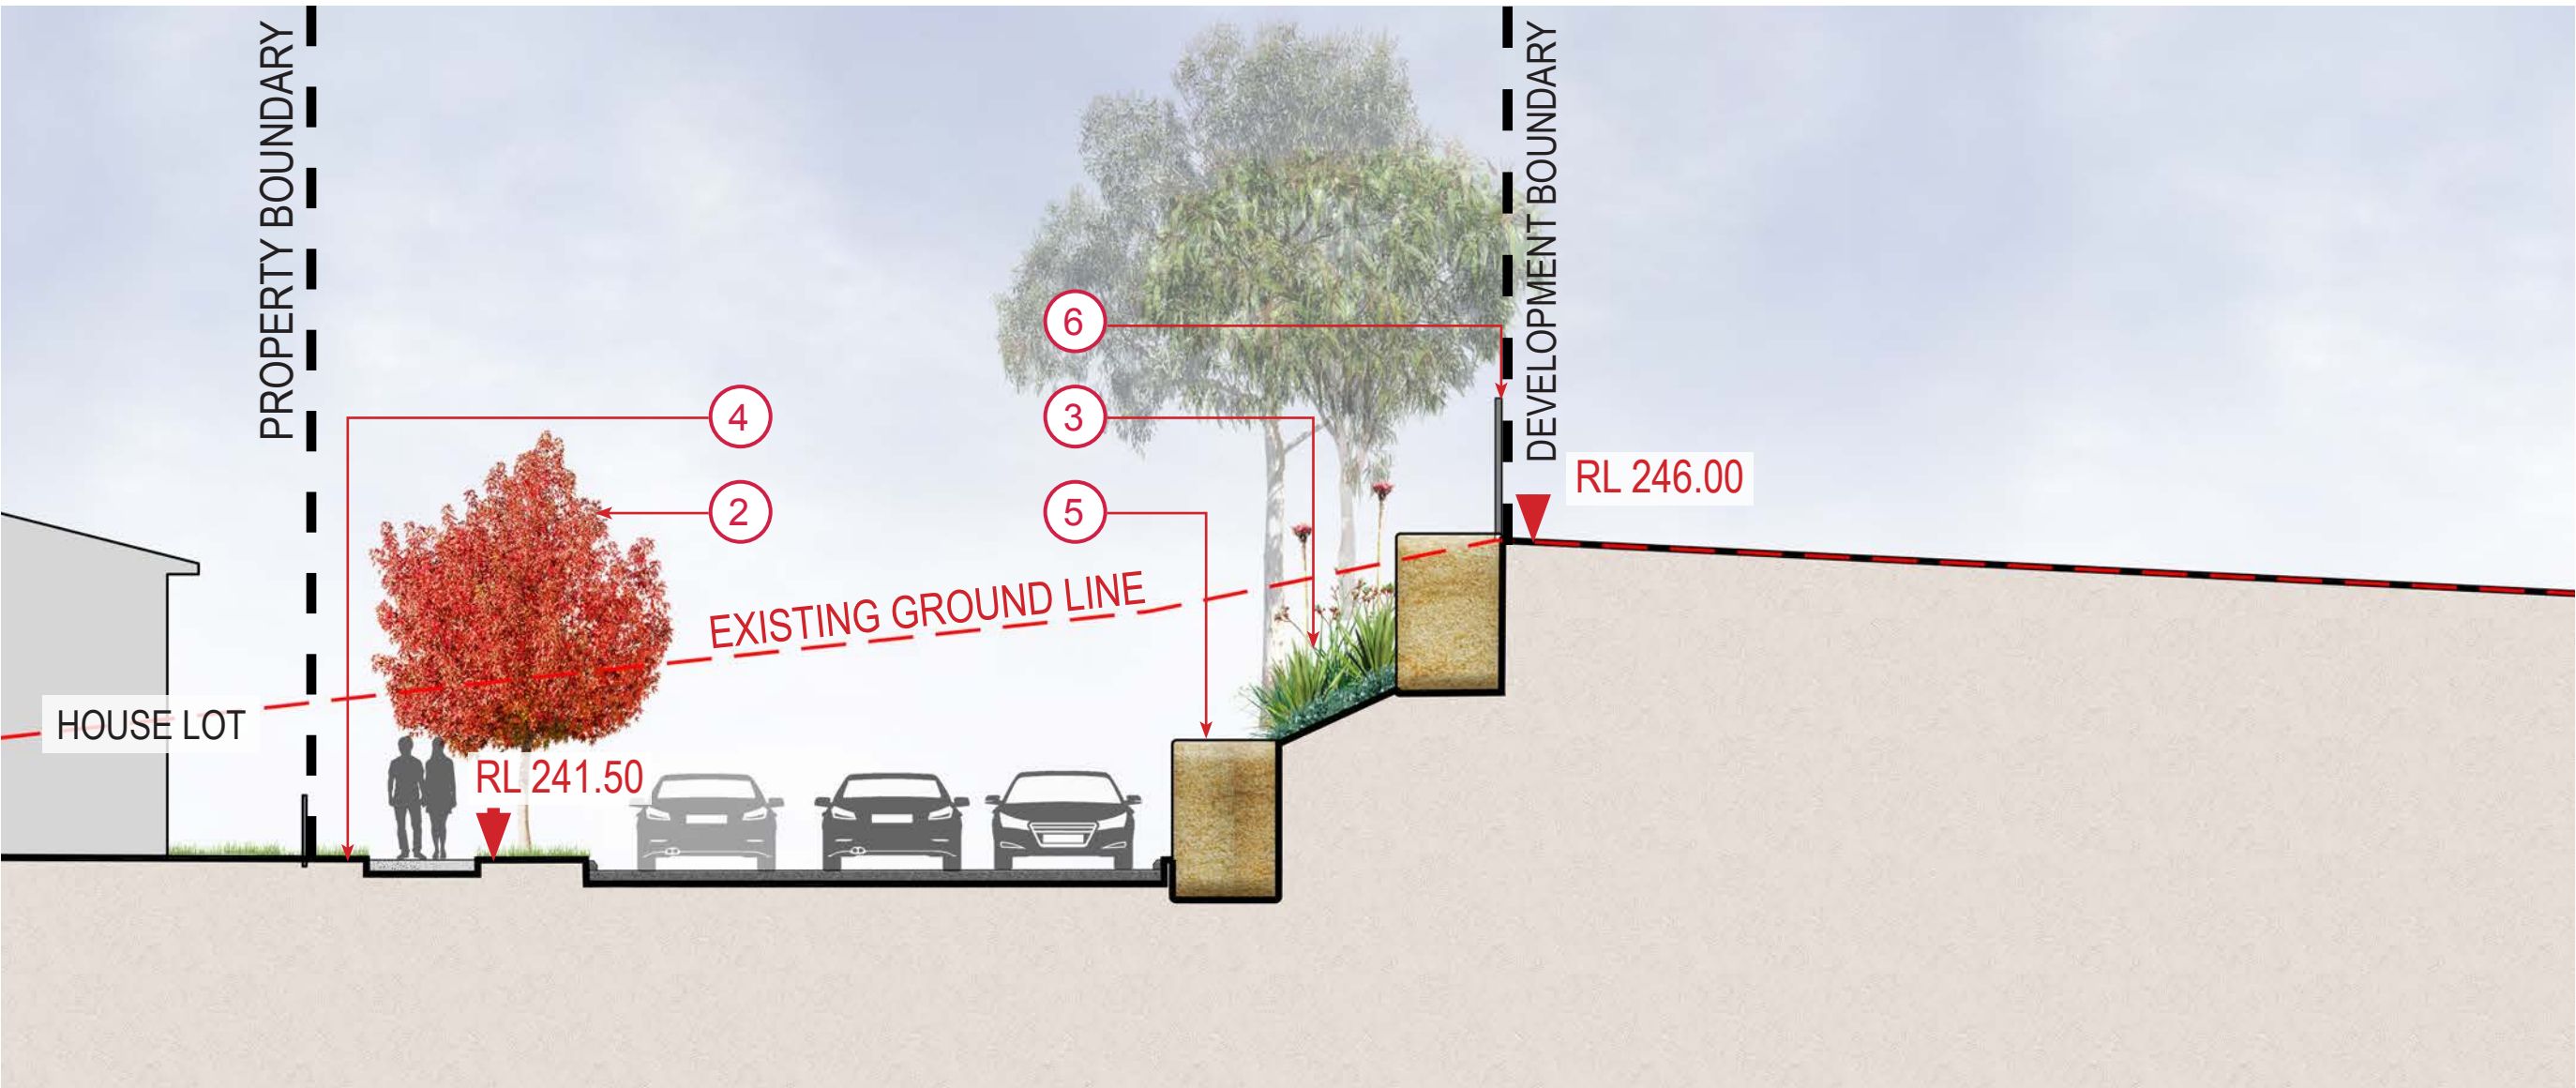 PROPERTY BOUNDARY
DEVELOPMENT BOUNDARY
6
4
3
2
5
RL 246.00
EXISTING GROUND LINE
HOUSE LOT
RL 241.50